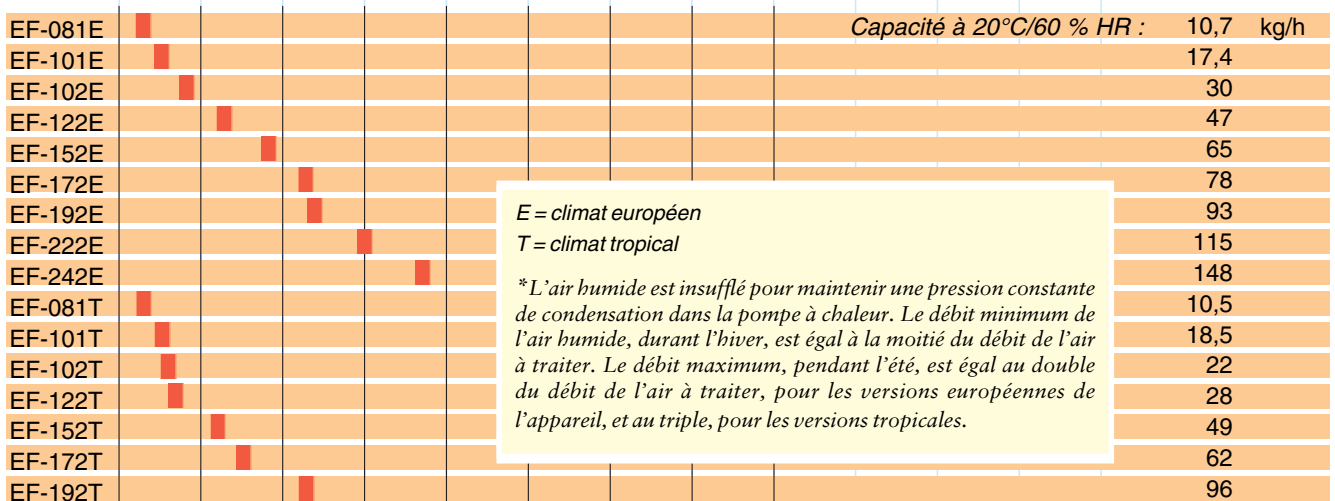 EF-081E Capacité à 20°C/60 % HR : 10,7 kg/h
EF-101E 17,4
EF-102E 30
EF-122E 47
EF-152E 65
EF-172E 78
EF-192E 93
EF-222E 115
EF-242E 148
EF-081T 10,5
EF-101T 18,5
EF-102T 22
EF-122T 28
EF-152T 49
EF-172T 62
EF-192T 96
E = climat européen
T = climat tropical
*L'air humide est insufflé pour maintenir une pression constante
de condensation dans la pompe à chaleur. Le débit minimum de
l'air humide, durant l'hiver, est égal à la moitié du débit de l'air
à traiter. Le débit maximum, pendant l'été, est égal au double
du débit de l'air à traiter, pour les versions européennes de
l'appareil, et au triple, pour les versions tropicales.